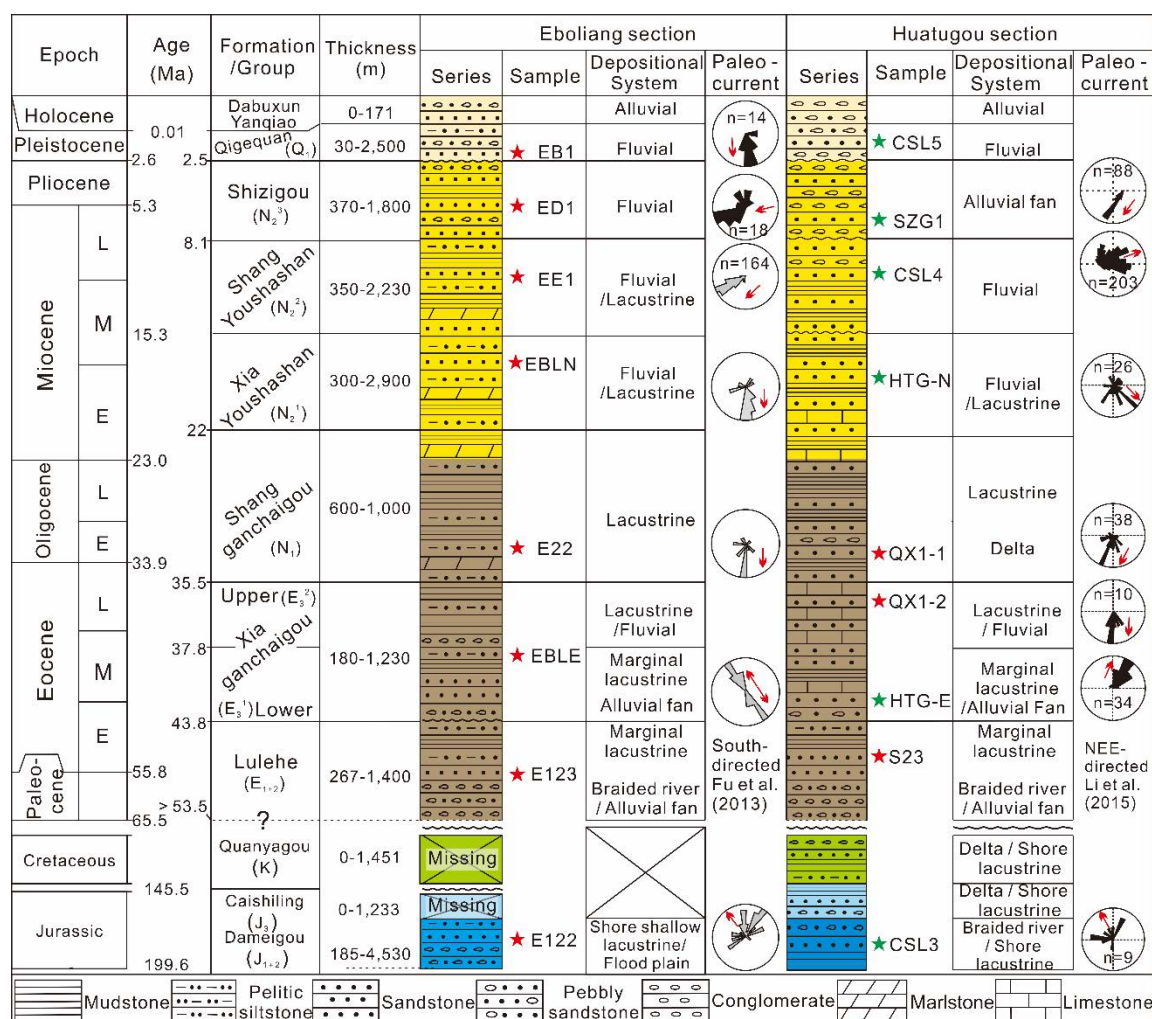 Epoch
Age
(Ma)
Formation
/Group
Thickness
(m)
Eboliang section
Huatugou section
Series
Sample
Depositional
System
Paleo-
current
Series
Sample
Depositional
System
Paleo-
current
Holocene
0.01
Dabuxun
Yanqiao
0-171
Alluvial
n=14
Alluvial
Pleistocene
Qigequan
30-2,500
EB1
Fluvial
CSL5
Fluvial
2.6
2.5
Pliocene
Shizigou
(N₂³)
370-1,800
ED1
Fluvial
n=18
SZG1
Alluvial fan
n=88
5.3
8.1
Miocene
L
M
E
Shang
Youshashan
(N₂²)
350-2,230
EE1
Fluvial
/Lacustrine
n=164
CSL4
Fluvial
n=203
15.3
Xia
Youshashan
(N₂¹)
300-2,900
EBLN
Fluvial
/Lacustrine
HTG-N
Fluvial
/Lacustrine
n=26
22
23.0
Oligocene
L
E
Shang
ganchaigou
(N₁)
600-1,000
E22
Lacustrine
QX1-1
Lacustrine
Delta
n=38
33.9
35.5
Eocene
L
M
E
Upper(E₃²)
Xia
ganchaigou
(E₃¹)Lower
180-1,230
EBLE
Lacustrine
/Fluvial
Marginal
lacustrine
Alluvial fan
QX1-2
HTG-E
Lacustrine
/ Fluvial
Marginal
lacustrine
/Alluvial Fan
n=10
n=34
37.8
43.8
Paleo-
cene
55.8
> 53.5
65.5
Lulehe
(E₁₊₂)
?
267-1,400
E123
Marginal
lacustrine
Braided river
/ Alluvial fan
South-
directed
Fu et al.
(2013)
S23
Marginal
lacustrine
Braided river
/ Alluvial fan
NEE-
directed
Li et al.
(2015)
Cretaceous
Quanyagou
(K)
0-1,451
Missing
Delta / Shore
lacustrine
145.5
Jurassic
Caishiling
(J₃)
0-1,233
Missing
Delta / Shore
lacustrine
Dameigou
(J₁₊₂)
185-4,530
E122
Shore shallow
lacustrine/
Flood plain
CSL3
Braided river
/ Shore
lacustrine
n=9
199.6
Mudstone
Pelitic
siltstone
Sandstone
Pebbly
sandstone
Conglomerate
Marlstone
Limestone